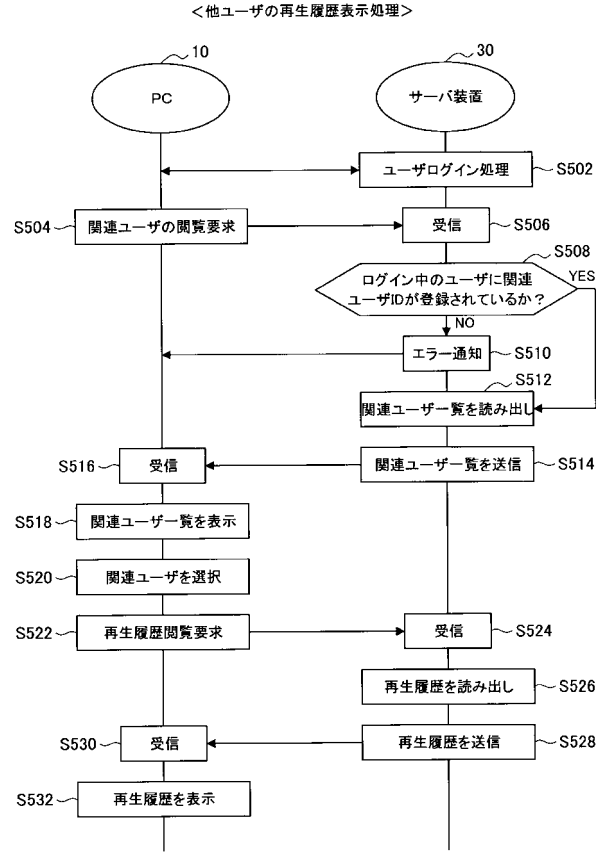 <他ユーザの再生履歴表示処理>
10
30
PC
サーバ装置
ユーザログイン処理
S502
S504
関連ユーザの閲覧要求
受信
S506
S508
ログイン中のユーザに関連
ユーザIDが登録されているか?
YES
NO
エラー通知
S510
S512
関連ユーザ一覧を読み出し
S516
受信
関連ユーザ一覧を送信
S514
S518
関連ユーザ一覧を表示
S520
関連ユーザを選択
S522
再生履歴閲覧要求
受信
S524
再生履歴を読み出し
S526
S530
受信
再生履歴を送信
S528
S532
再生履歴を表示